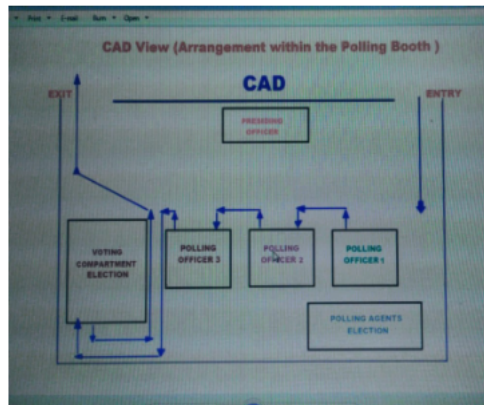 Print E-mail Burn Open
CAD View (Arrangement within the Polling Booth )
CAD
EXIT
ENTRY
PRESIDING
OFFICER
VOTING
COMPARTMENT
ELECTION
POLLING
OFFICER 3
POLLING
OFFICER 2
POLLING
OFFICER 1
POLLING AGENTS
ELECTION